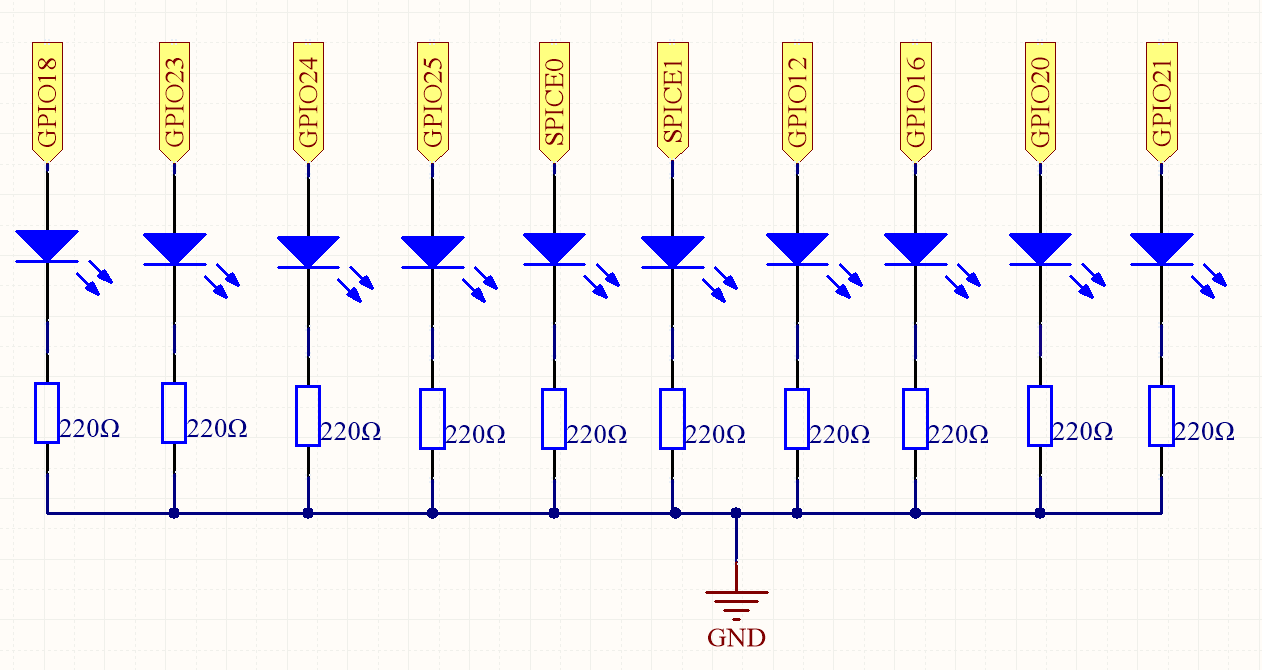 GPIO18
GPIO23
GPIO24
GPIO25
SPICE0
SPICE1
GPIO12
GPIO16
GPIO20
GPIO21
220Ω
220Ω
220Ω
220Ω
220Ω
220Ω
220Ω
220Ω
220Ω
220Ω
GND